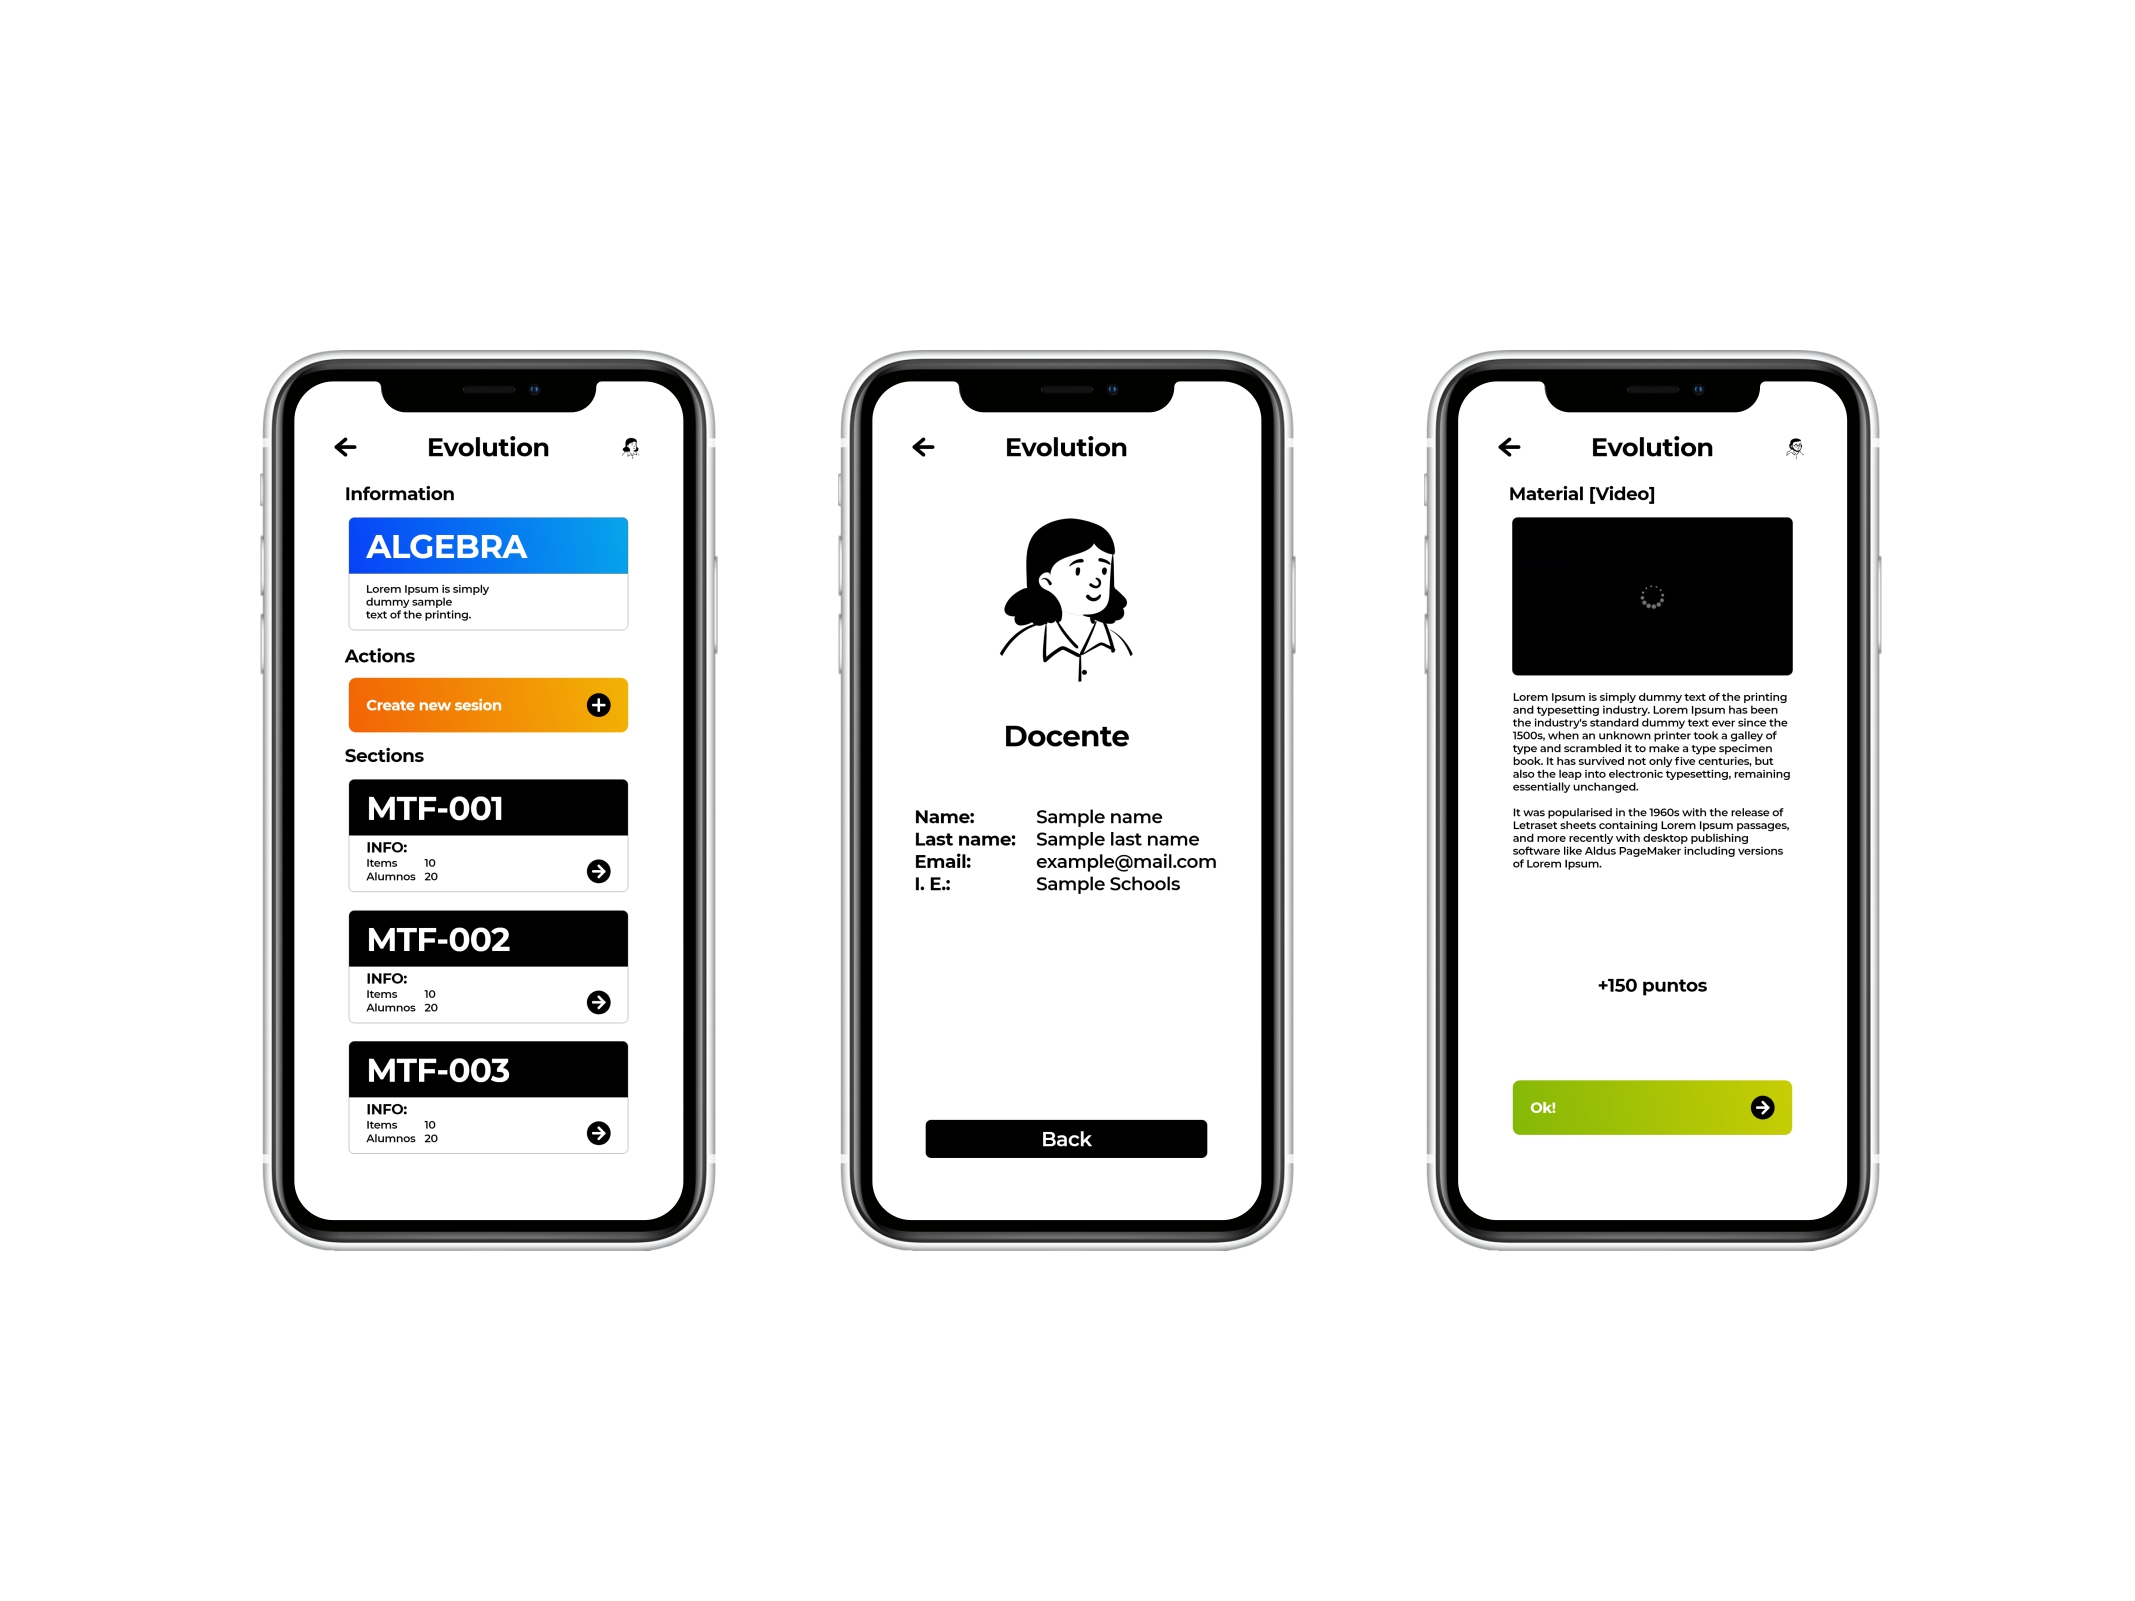 Evolution
Information
ALGEBRA
Lorem Ipsum is simply
dummy sample
text of the printing.
Actions
Create new sesion
Sections
MTF-001
INFO:
Items 10
Alumnos 20
MTF-002
INFO:
Items 10
Alumnos 20
MTF-003
INFO:
Items 10
Alumnos 20
Evolution
Docente
Name: Sample name
Last name: Sample last name
Email: example@mail.com
I. E.: Sample Schools
Back
Evolution
Material [Video]
Lorem Ipsum is simply dummy text of the printing
and typesetting industry. Lorem Ipsum has been
the industry's standard dummy text ever since the
1500s, when an unknown printer took a galley of
type and scrambled it to make a type specimen
book. It has survived not only five centuries, but
also the leap into electronic typesetting, remaining
essentially unchanged.
It was popularised in the 1960s with the release of
Letraset sheets containing Lorem Ipsum passages,
and more recently with desktop publishing
software like Aldus PageMaker including versions
of Lorem Ipsum.
+150 puntos
Ok!